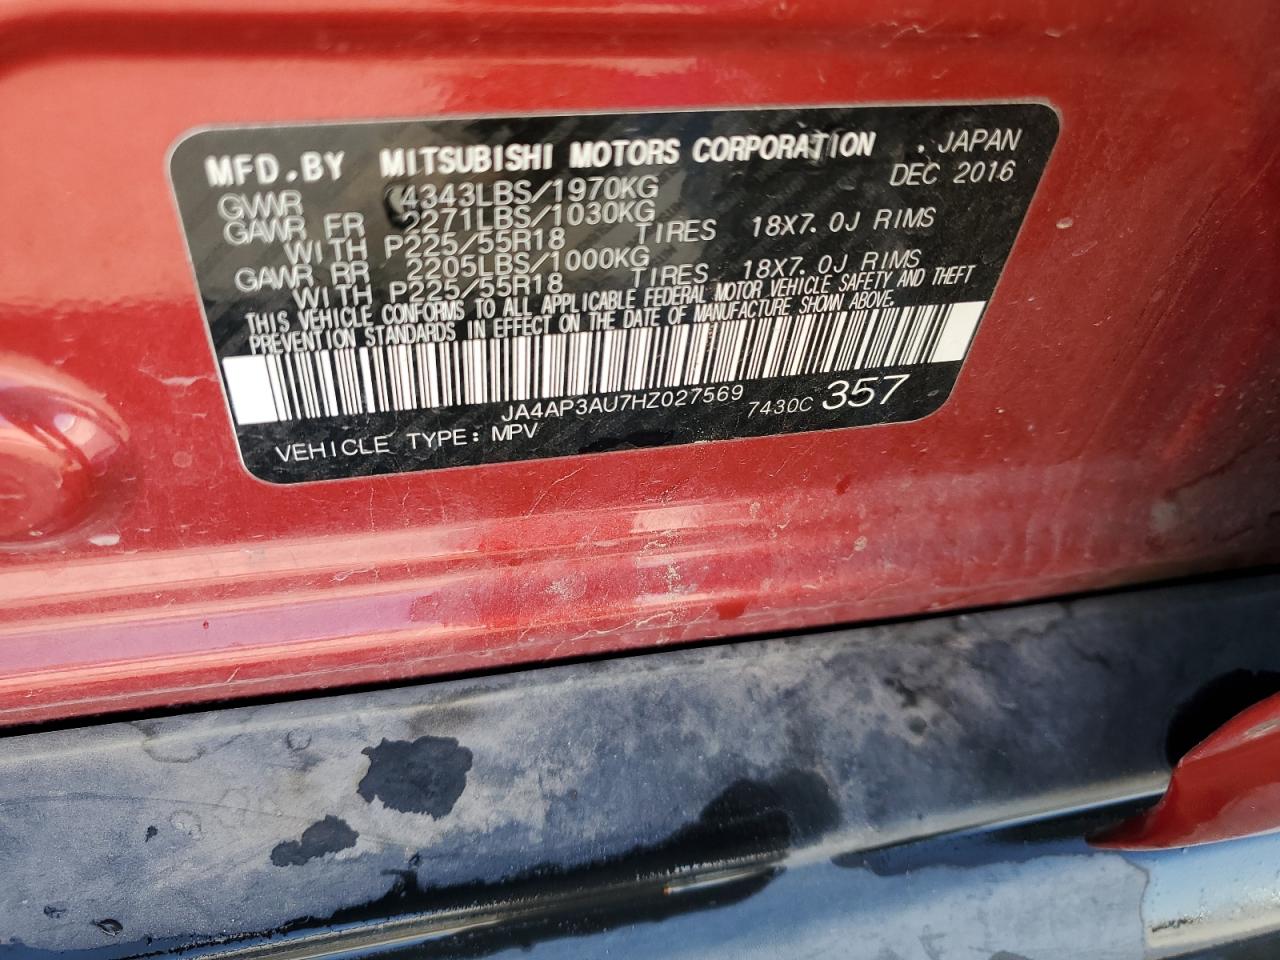 MFD.BY MITSUBISHI MOTORS CORPORATION . JAPAN
GVWR 4343LBS/1970KG DEC 2016
GAWR FR 2271LBS/1030KG
WITH P225/55R18 TIRES 18X7.0J RIMS
GAWR RR 2205LBS/1000KG
WITH P225/55R18 TIRES 18X7.0J RIMS
THIS VEHICLE CONFORMS TO ALL APPLICABLE FEDERAL MOTOR VEHICLE SAFETY AND THEFT
PREVENTION STANDARDS IN EFFECT ON THE DATE OF MANUFACTURE SHOWN ABOVE.
JA4AP3AU7HZ027569 7430C 357
VEHICLE TYPE: MPV